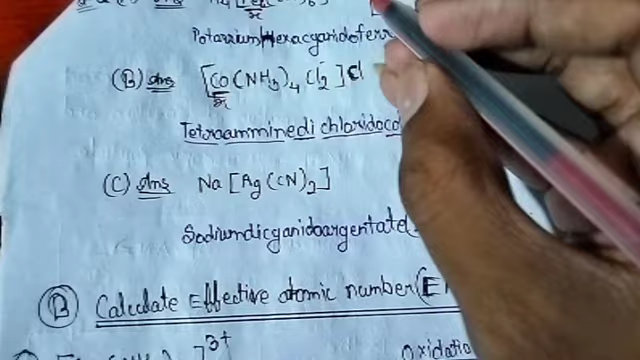 Potassium Hexacyanidoferr
(B) Ans [Co(NH3)4 Cl2]Cl
x
Tetraamminedichloridoco
(C) Ans Na[Ag(CN)2]
Sodiumdicyanidoargentate(
(B) Calculate Effective atomic number(E
]3+ Oxidatio